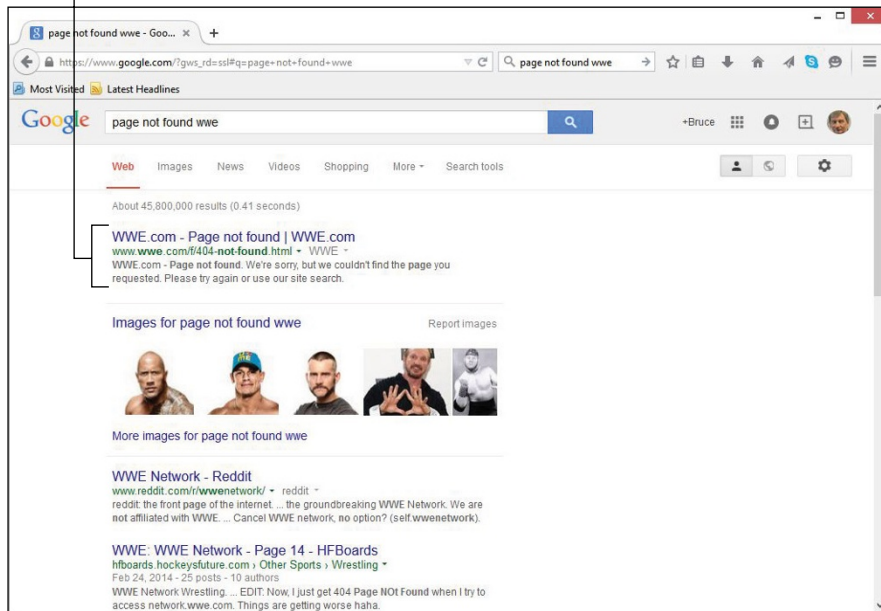 page not found wwe - Goo...
https://www.google.com/?gws_rd=ssl#q=page+not+found+wwe
page not found wwe
Most Visited
Latest Headlines
Google
page not found wwe
+Bruce
Web Images News Videos Shopping More Search tools
About 45,800,000 results (0.41 seconds)
WWE.com - Page not found | WWE.com
www.wwe.com/f/404-not-found.html WWE
WWE.com - Page not found. We're sorry, but we couldn't find the page you
requested. Please try again or use our site search.
Images for page not found wwe
Report images
More images for page not found wwe
WWE Network - Reddit
www.reddit.com/r/wwenetwork/ reddit
reddit: the front page of the internet. ... the groundbreaking WWE Network. We are
not affiliated with WWE. ... Cancel WWE network, no option? (self.wwenetwork).
WWE: WWE Network - Page 14 - HFBoards
hfboards.hockeysfuture.com › Other Sports › Wrestling
Feb 24, 2014 - 25 posts - 10 authors
WWE Network Wrestling. ... EDIT: Now, I just get 404 Page NOt Found when I try to
access network.wwe.com. Things are getting worse haha.